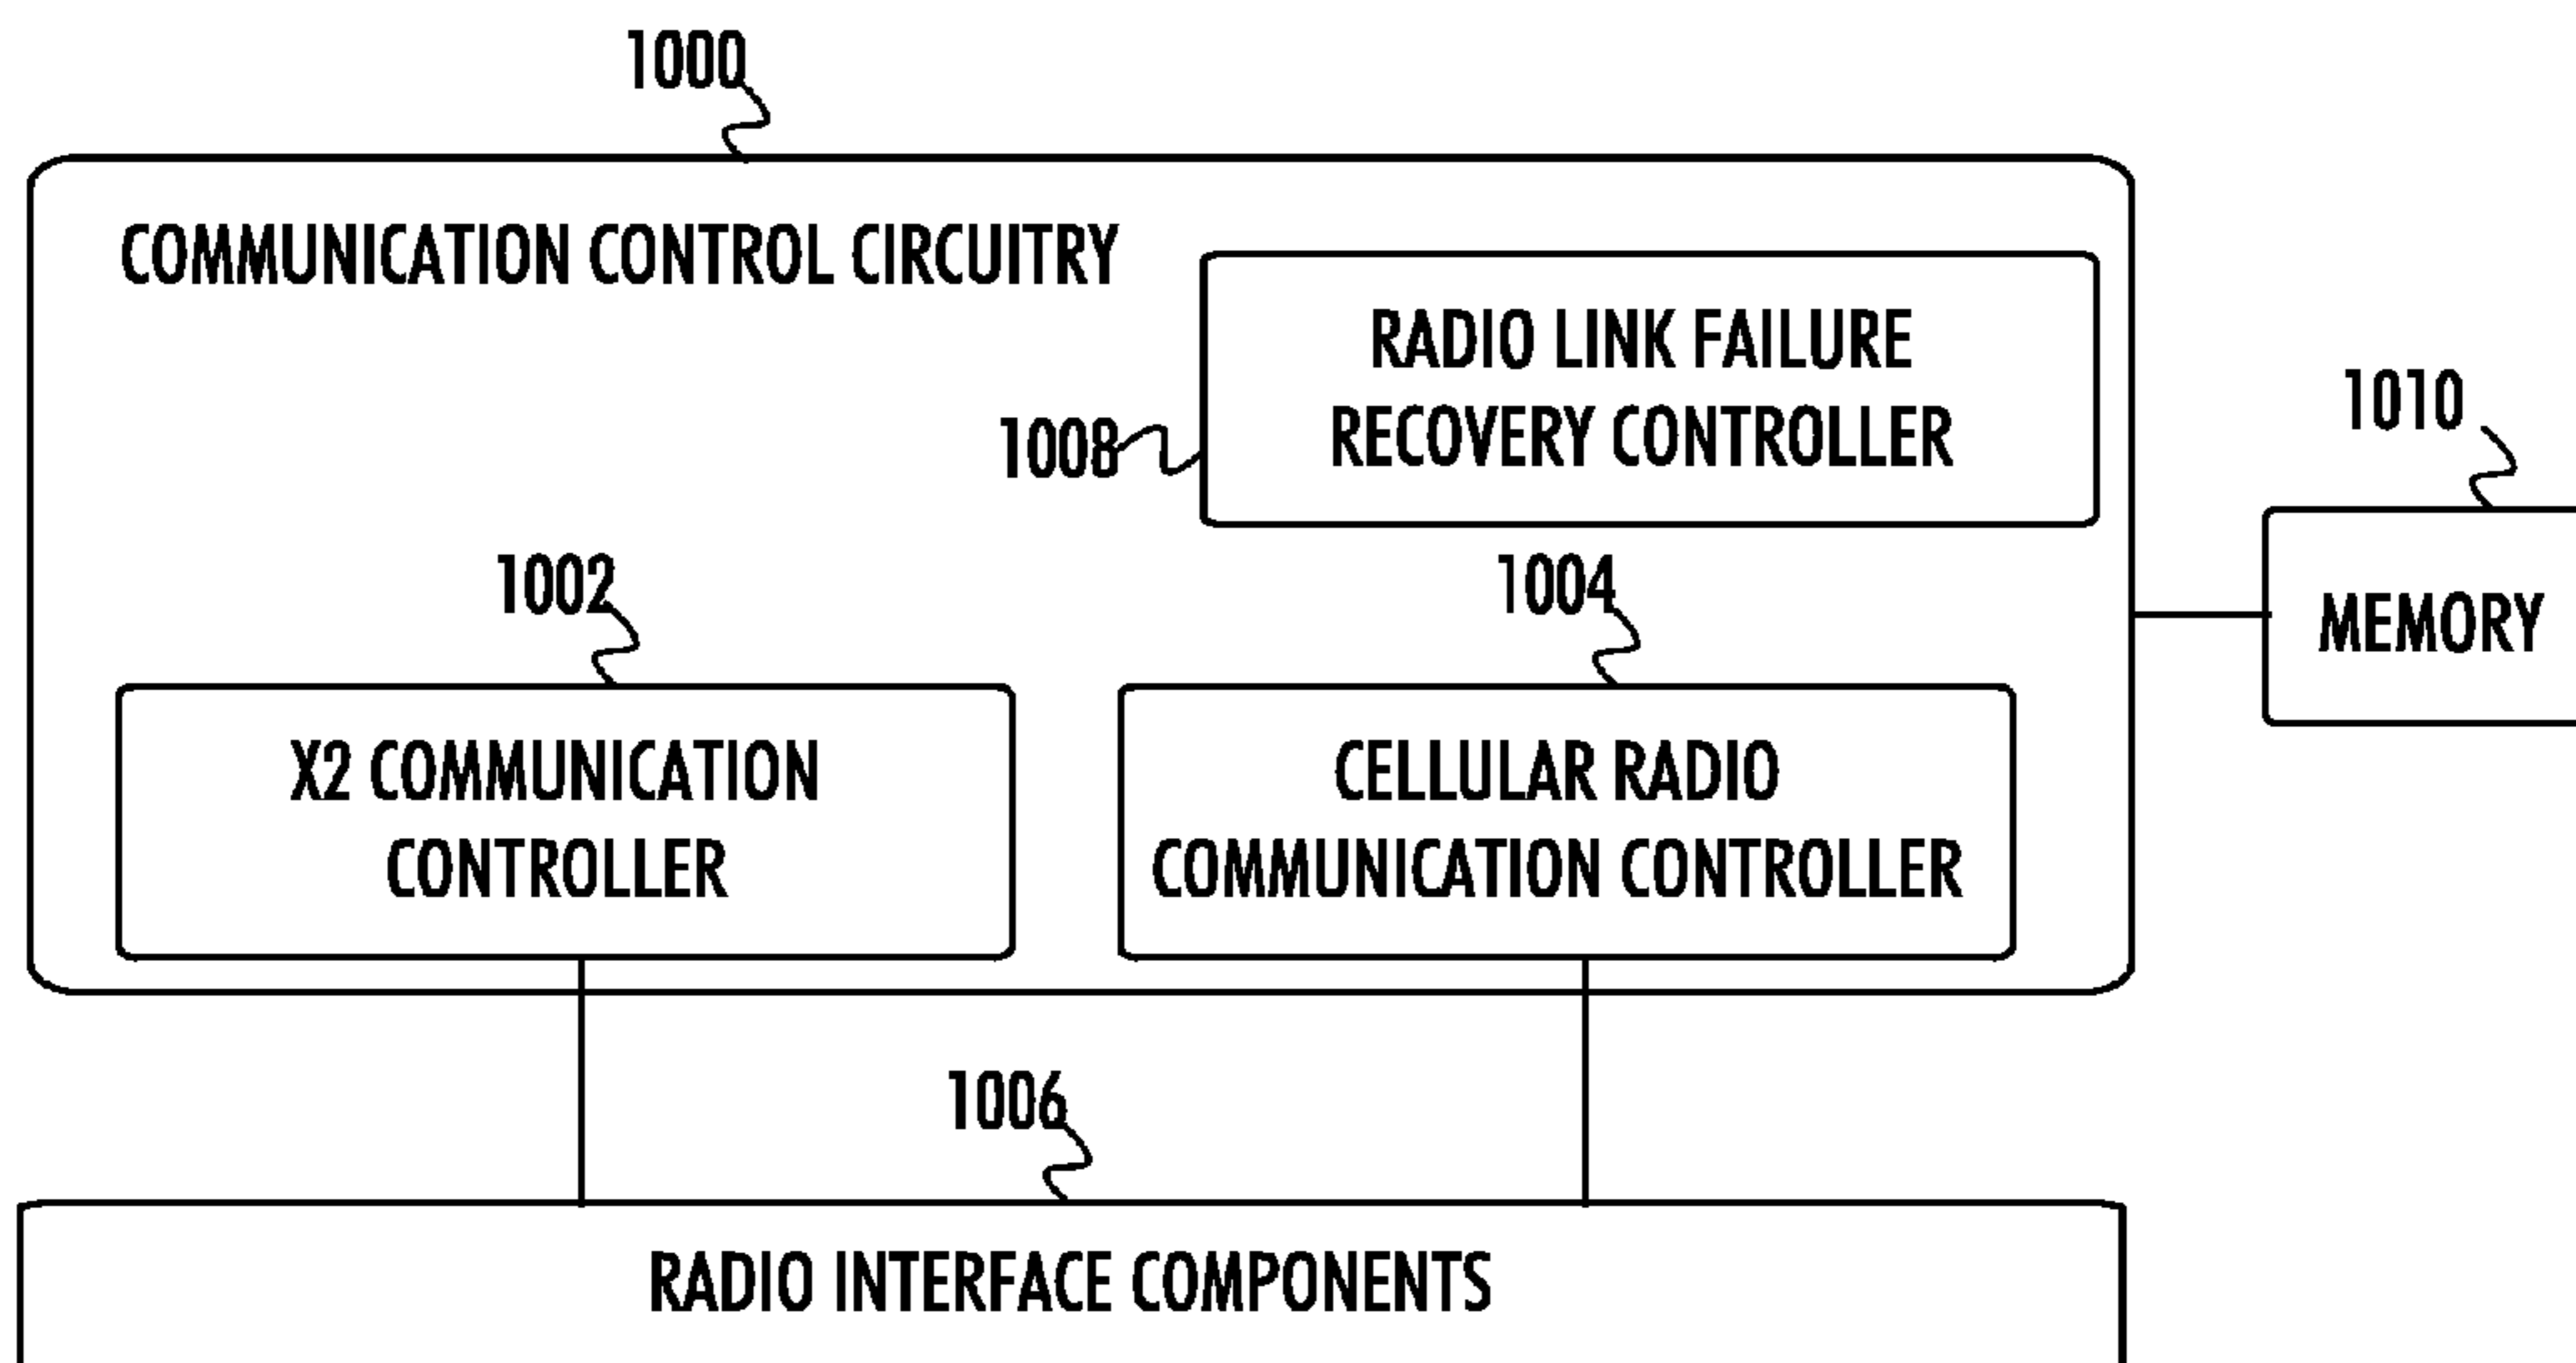 1000
COMMUNICATION CONTROL CIRCUITRY
RADIO LINK FAILURE
RECOVERY CONTROLLER
1008
1010
MEMORY
1002
1004
X2 COMMUNICATION
CONTROLLER
CELLULAR RADIO
COMMUNICATION CONTROLLER
1006
RADIO INTERFACE COMPONENTS